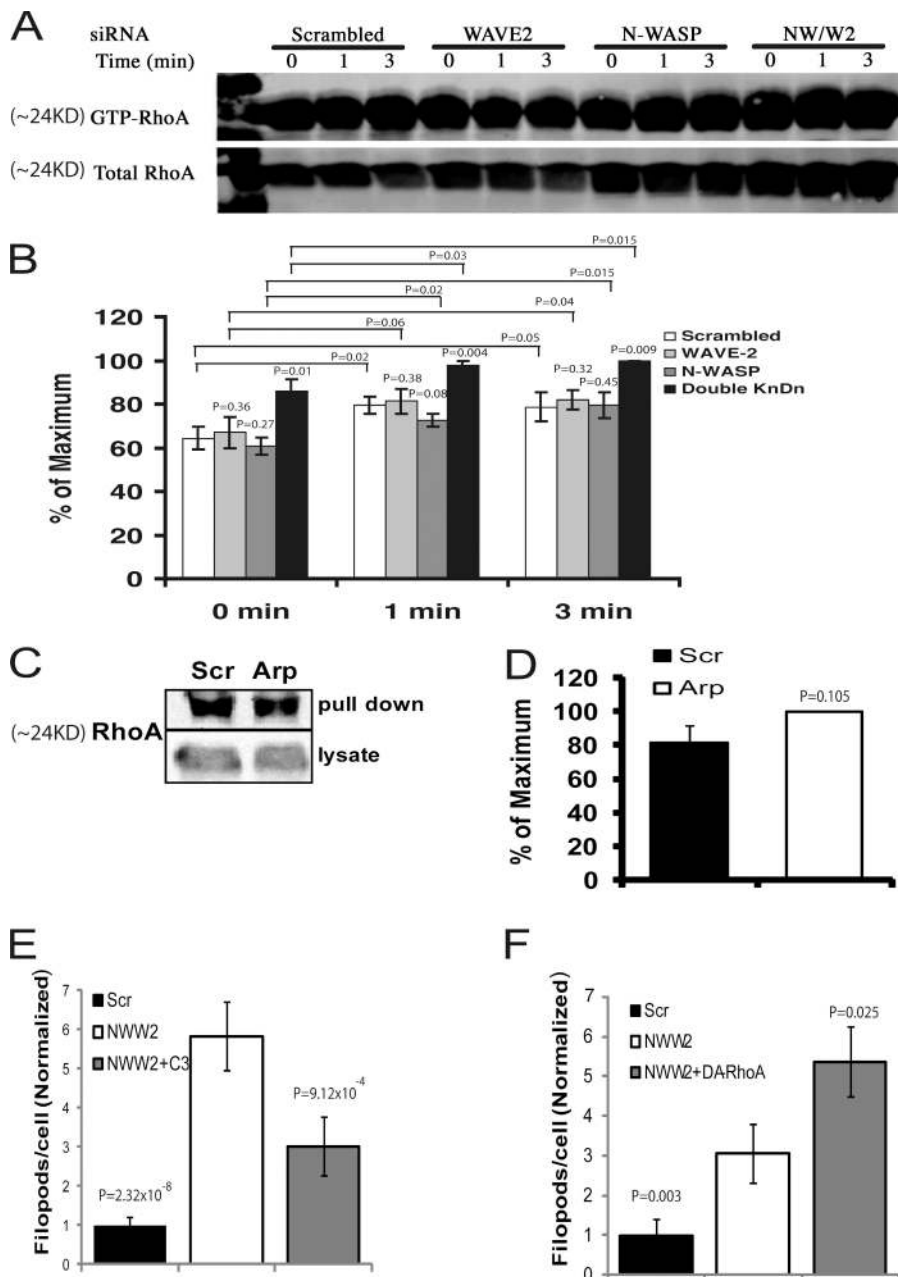 A
siRNA Scrambled WAVE2 N-WASP NW/W2
Time (min) 0 1 3 0 1 3 0 1 3 0 1 3
(~24KD) GTP-RhoA
(~24KD) Total RhoA
B
P=0.015
P=0.03
P=0.015
P=0.02
P=0.04
P=0.06
P=0.05
P=0.02
P=0.01
P=0.36
P=0.27
P=0.004
P=0.38
P=0.08
P=0.009
P=0.32
P=0.45
Scrambled
WAVE-2
N-WASP
Double KnDn
% of Maximum
120
100
80
60
40
20
0
0 min 1 min 3 min
C
Scr Arp
(~24KD) RhoA
pull down
lysate
D
Scr
Arp
P=0.105
% of Maximum
120
100
80
60
40
20
0
E
Filopods/cell (Normalized)
7
6
5
4
3
2
1
0
Scr
NWW2
NWW2+C3
P=2.32x10-8
P=9.12x10-4
F
Filopods/cell (Normalized)
7
6
5
4
3
2
1
0
Scr
NWW2
NWW2+DA-RhoA
P=0.003
P=0.025